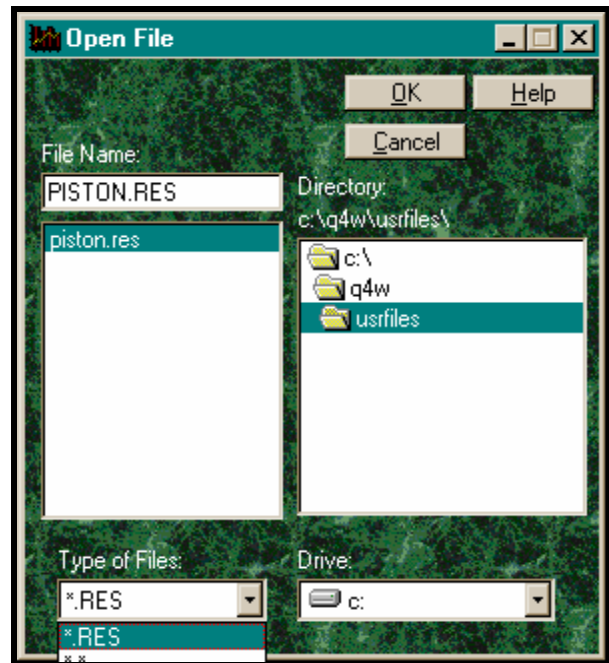 Open File
OK
Help
Cancel
File Name:
PISTON.RES
piston.res
Directory:
c:\q4w\usrfiles\
c:\
q4w
usrfiles
Type of Files:
*.RES
*.RES
*.*
Drive:
c: